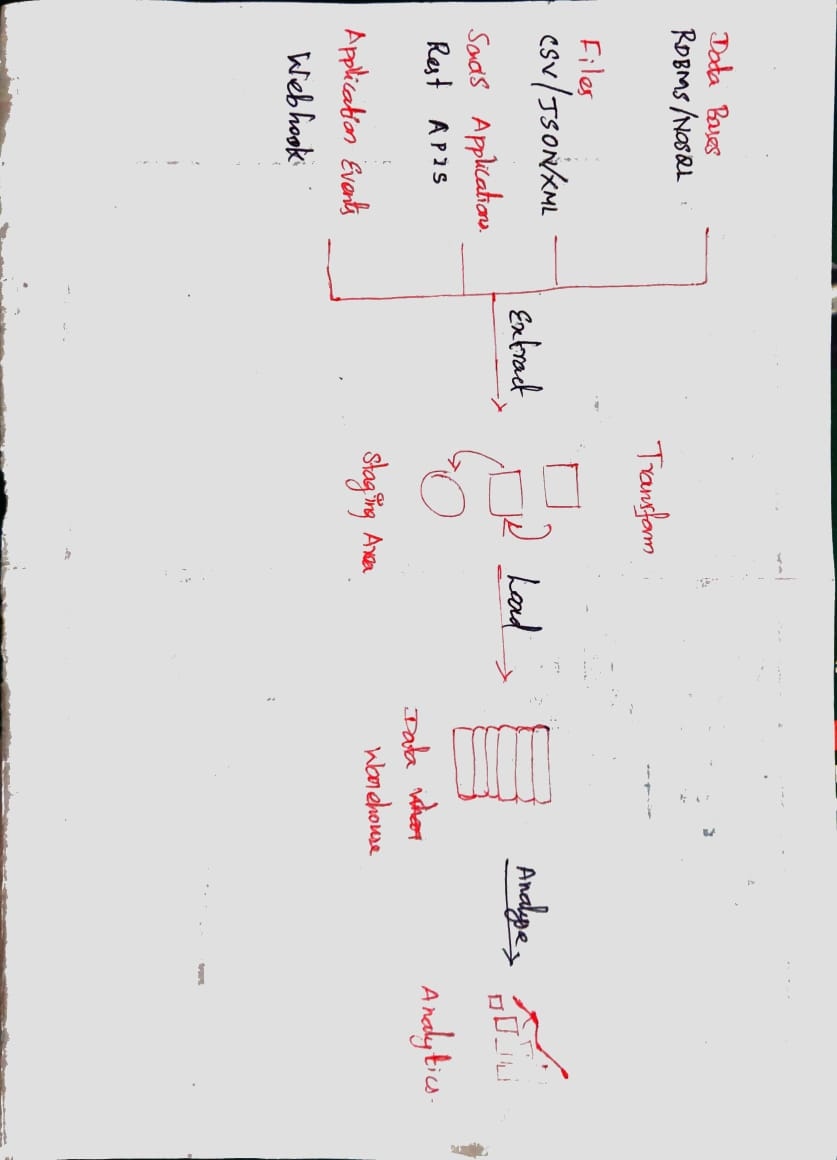 Data Bases
RDBMS/NOSQL
Files
CSV/JSON/XML
SaaS Applications.
Rest APIS
Application Events
Webhook
Extract
Transform
Staging Area
Load
Data
Warehouse
Analyze
Analytics.